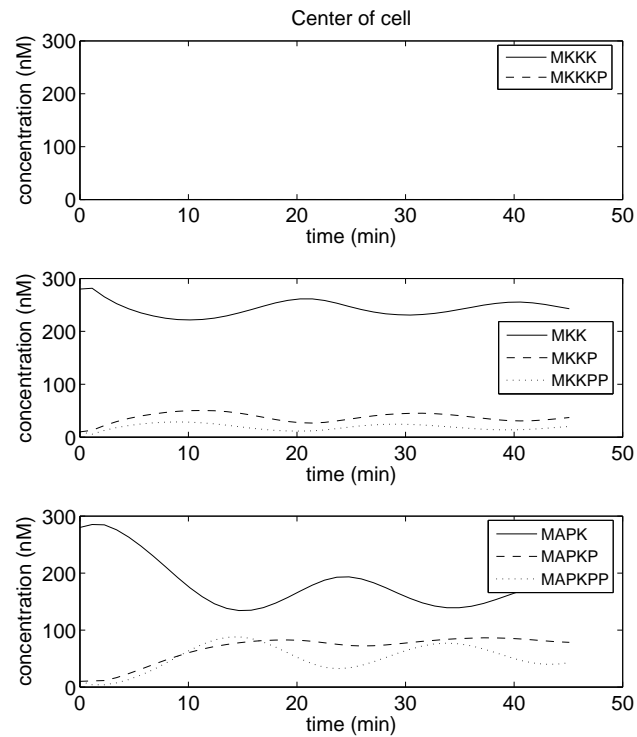 Center of cell
300
200
100
0
concentration (nM)
MKKK
MKKKP
0 10 20 30 40 50
time (min)
300
200
100
0
concentration (nM)
MKK
MKKP
MKKPP
0 10 20 30 40 50
time (min)
300
200
100
0
concentration (nM)
MAPK
MAPKP
MAPKPP
0 10 20 30 40 50
time (min)